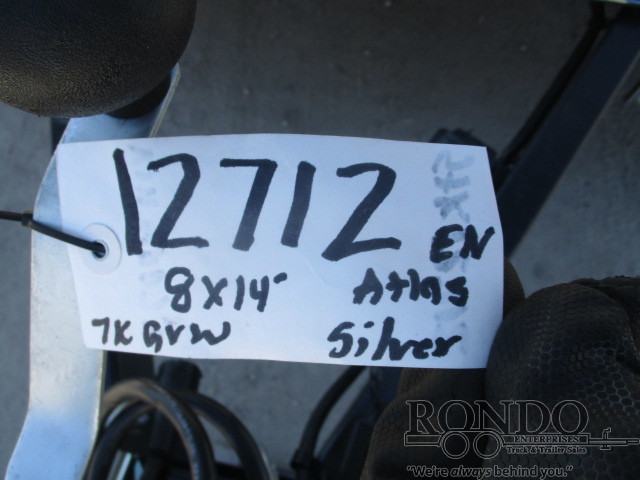 12712 EN
8x14' Atlas
7K Gvw Silver
RONDO
ENTERPRISES
Truck & Trailer Sales
"We're always behind you."